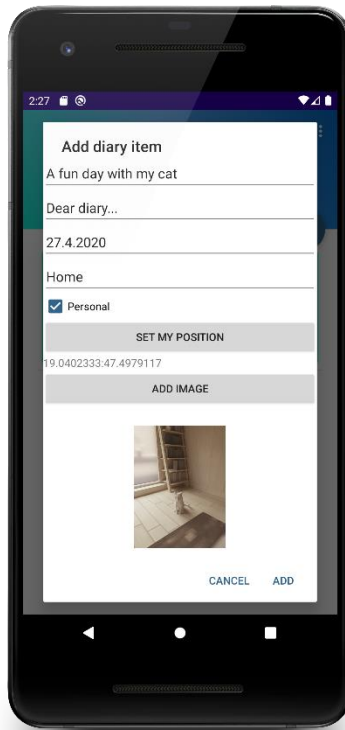 2:27
Add diary item
A fun day with my cat
Dear diary...
27.4.2020
Home
Personal
SET MY POSITION
19.0402333:47.4979117
ADD IMAGE
CANCEL ADD